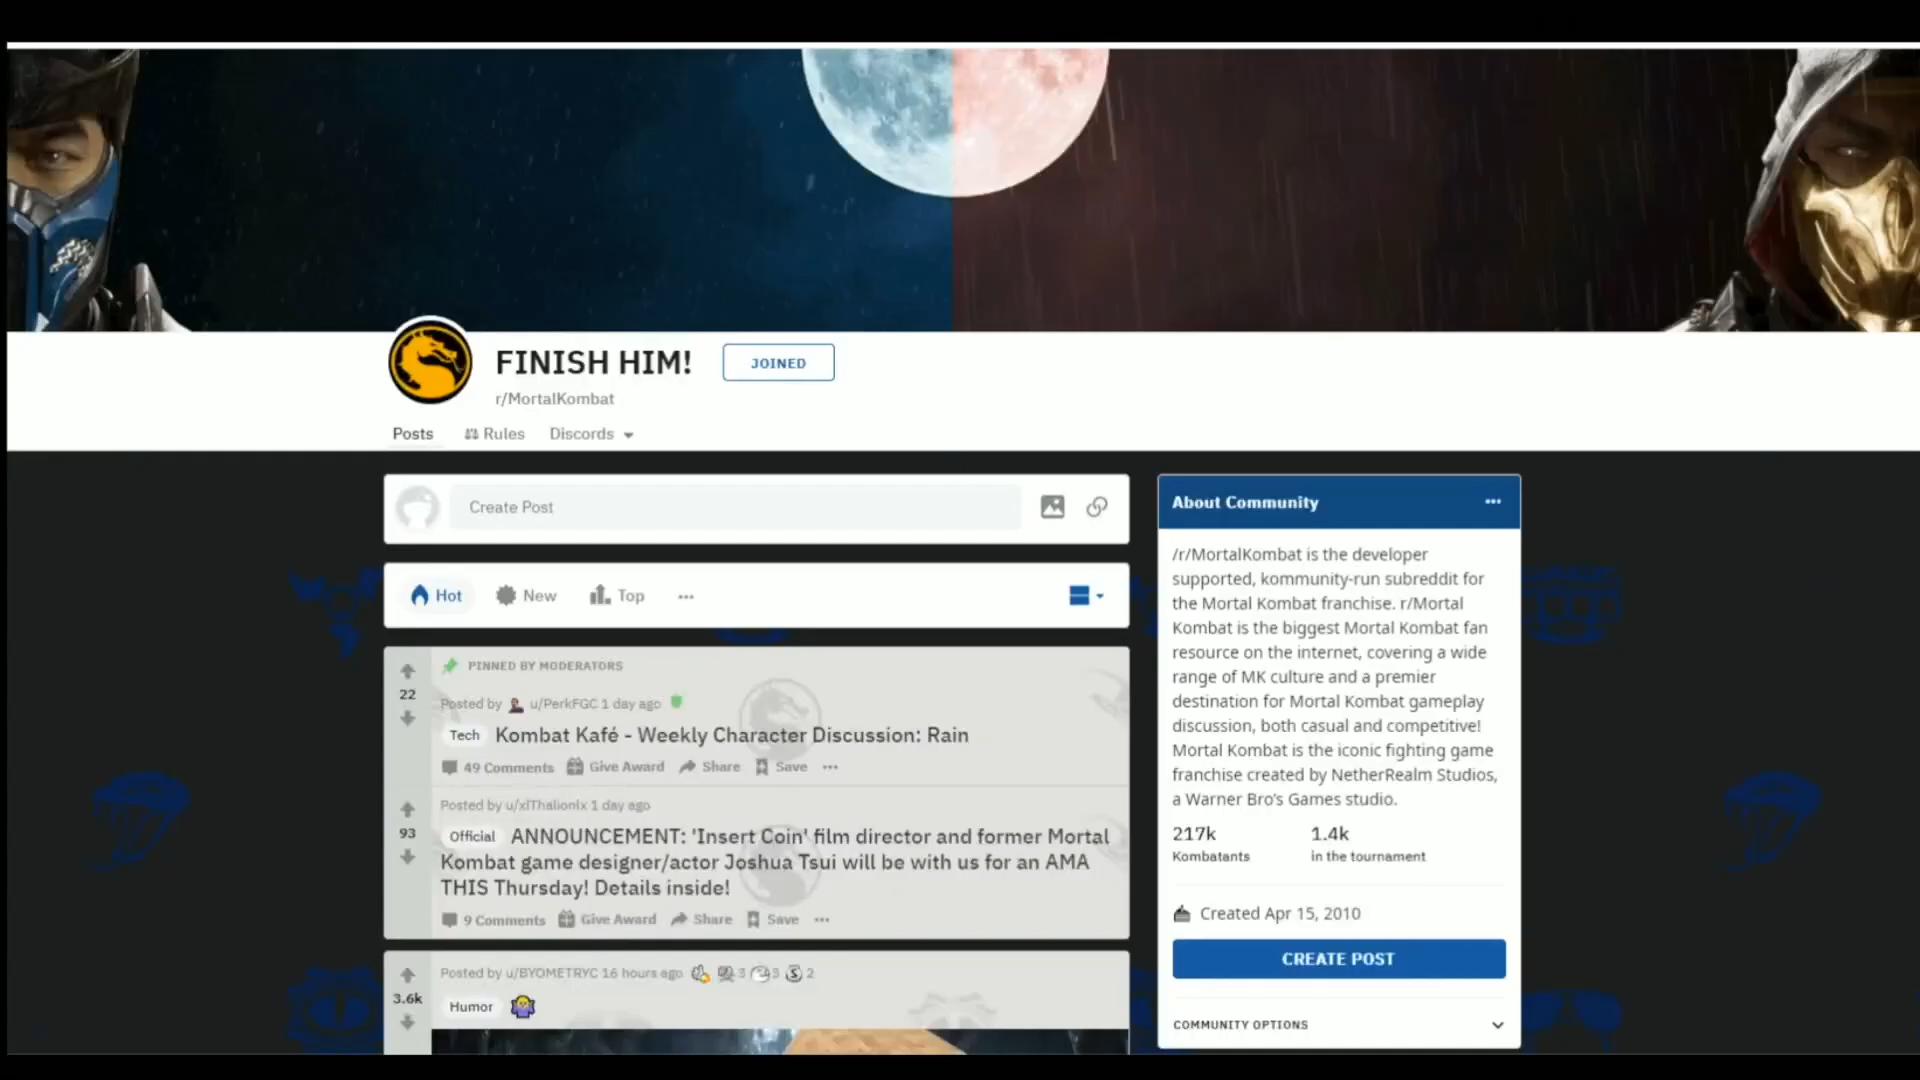 FINISH HIM!
JOINED
r/MortalKombat
Posts
Rules
Discords
Create Post
Hot
New
Top
PINNED BY MODERATORS
22
Posted by u/PerkFGC 1 day ago
Tech
Kombat Kafé - Weekly Character Discussion: Rain
49 Comments
Give Award
Share
Save
Posted by u/xlThalionlx 1 day ago
93
Official
ANNOUNCEMENT: 'Insert Coin' film director and former Mortal
Kombat game designer/actor Joshua Tsui will be with us for an AMA
THIS Thursday! Details inside!
9 Comments
Give Award
Share
Save
Posted by u/BYOMETRYC 16 hours ago
3
3
2
3.6k
Humor
About Community
/r/MortalKombat is the developer
supported, kommunity-run subreddit for
the Mortal Kombat franchise. r/Mortal
Kombat is the biggest Mortal Kombat fan
resource on the internet, covering a wide
range of MK culture and a premier
destination for Mortal Kombat gameplay
discussion, both casual and competitive!
Mortal Kombat is the iconic fighting game
franchise created by NetherRealm Studios,
a Warner Bro's Games studio.
217k
1.4k
Kombatants
in the tournament
Created Apr 15, 2010
CREATE POST
COMMUNITY OPTIONS